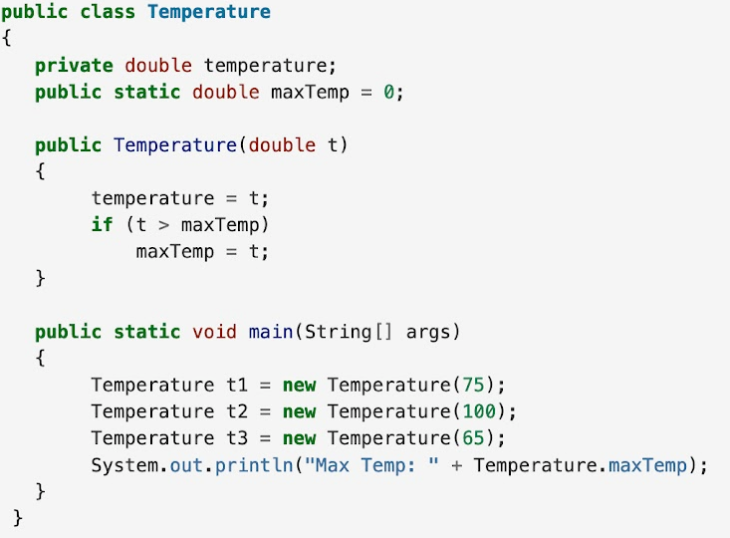 public class Temperature
{
private double temperature;
public static double maxTemp = 0;
public Temperature(double t)
{
temperature = t;
if (t > maxTemp)
maxTemp = t;
}
public static void main(String[] args)
{
Temperature t1 = new Temperature(75);
Temperature t2 = new Temperature(100);
Temperature t3 = new Temperature(65);
System.out.println("Max Temp: " + Temperature.maxTemp);
}
}